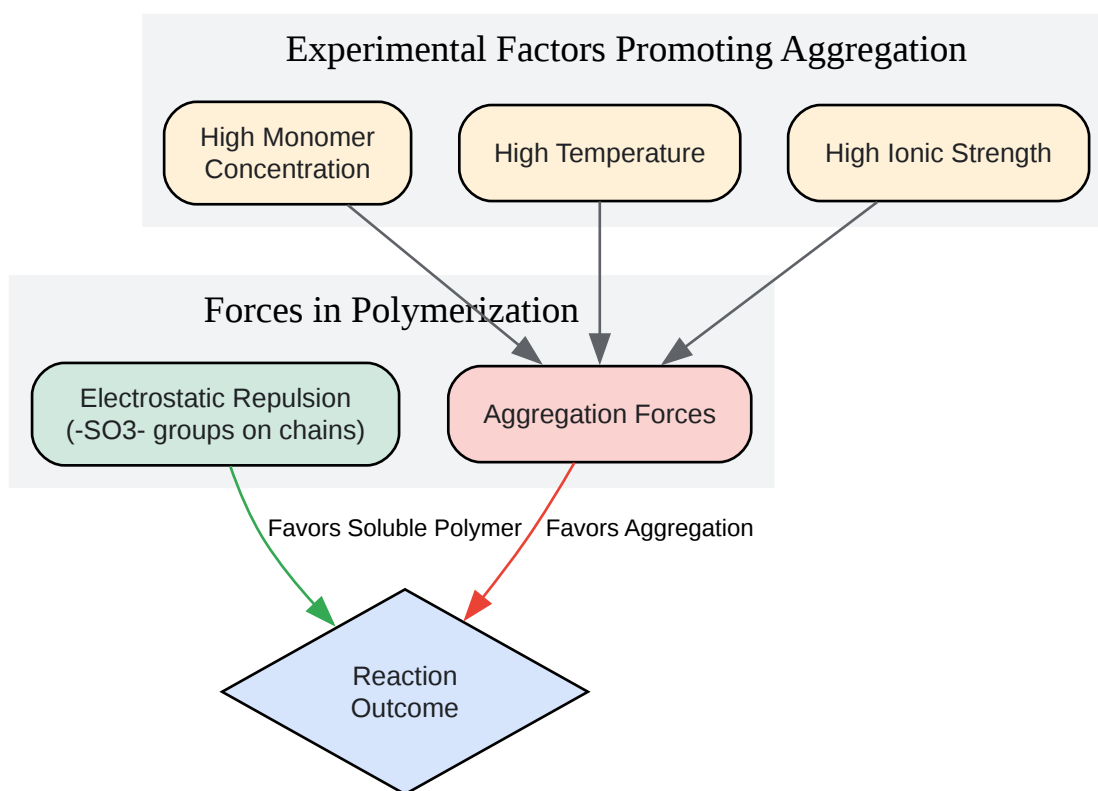 Experimental Factors Promoting Aggregation
High Monomer
Concentration
High Temperature
High Ionic Strength
Forces in Polymerization
Electrostatic Repulsion
(-SO3- groups on chains)
Aggregation Forces
Favors Soluble Polymer
Favors Aggregation
Reaction
Outcome